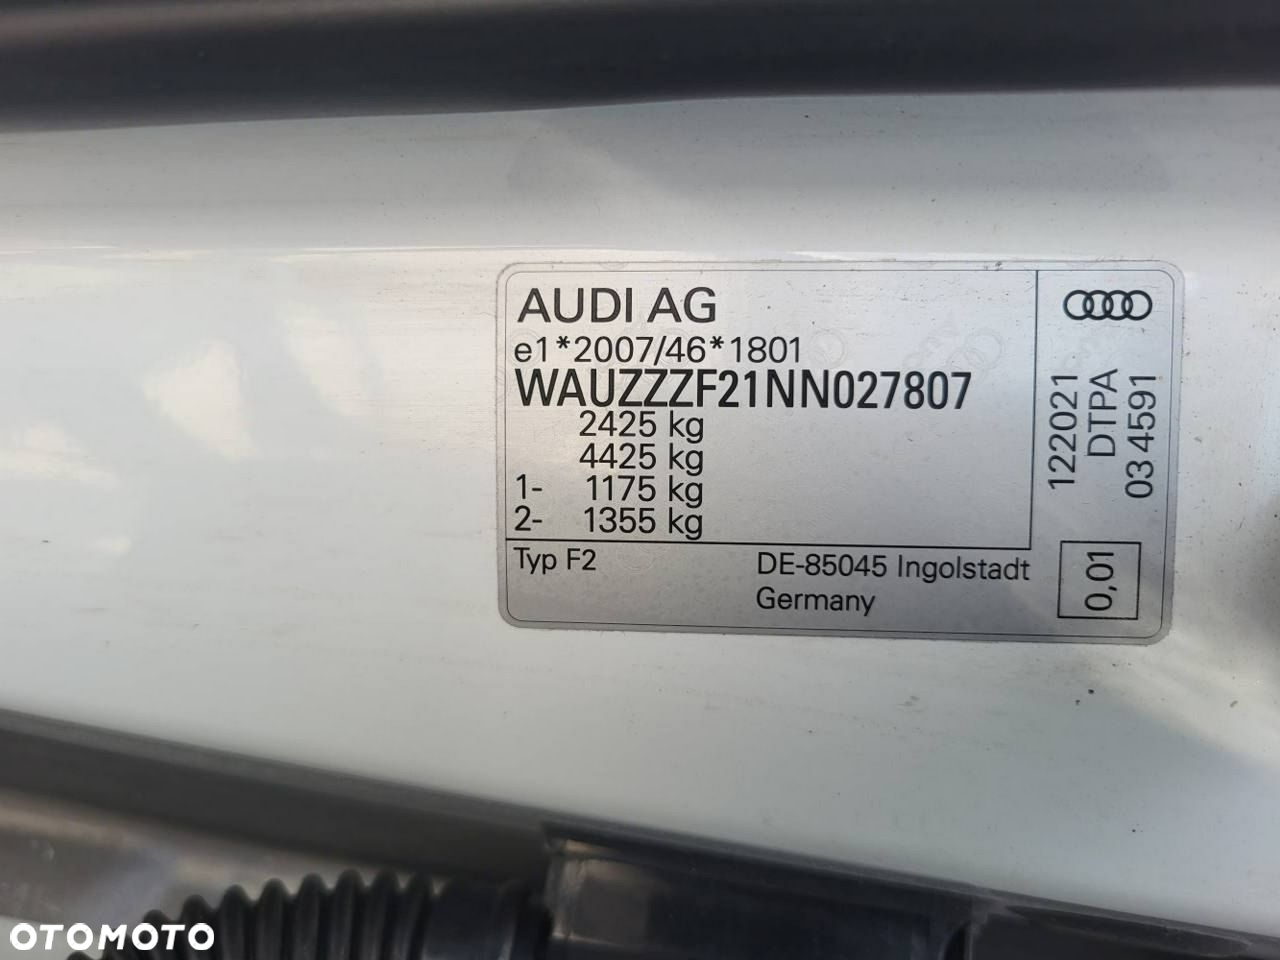 AUDI AG
e1*2007/46*1801
WAUZZZF21NN027807
2425 kg
4425 kg
1- 1175 kg
2- 1355 kg
Typ F2
DE-85045 Ingolstadt
Germany
122021
DTPA
03 4591
0,01
OTOMOTO